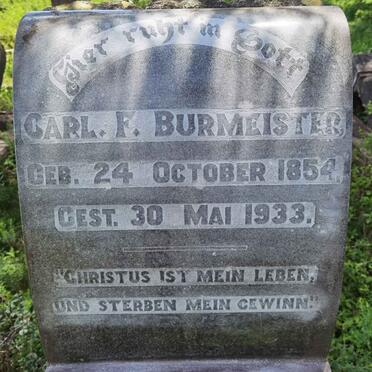 Hier ruht in Gott
CARL. F. BURMEISTER,
GEB. 24 OCTOBER 1854,
GEST. 30 MAI 1933.
"CHRISTUS IST MEIN LEBEN,
UND STERBEN MEIN GEWINN."